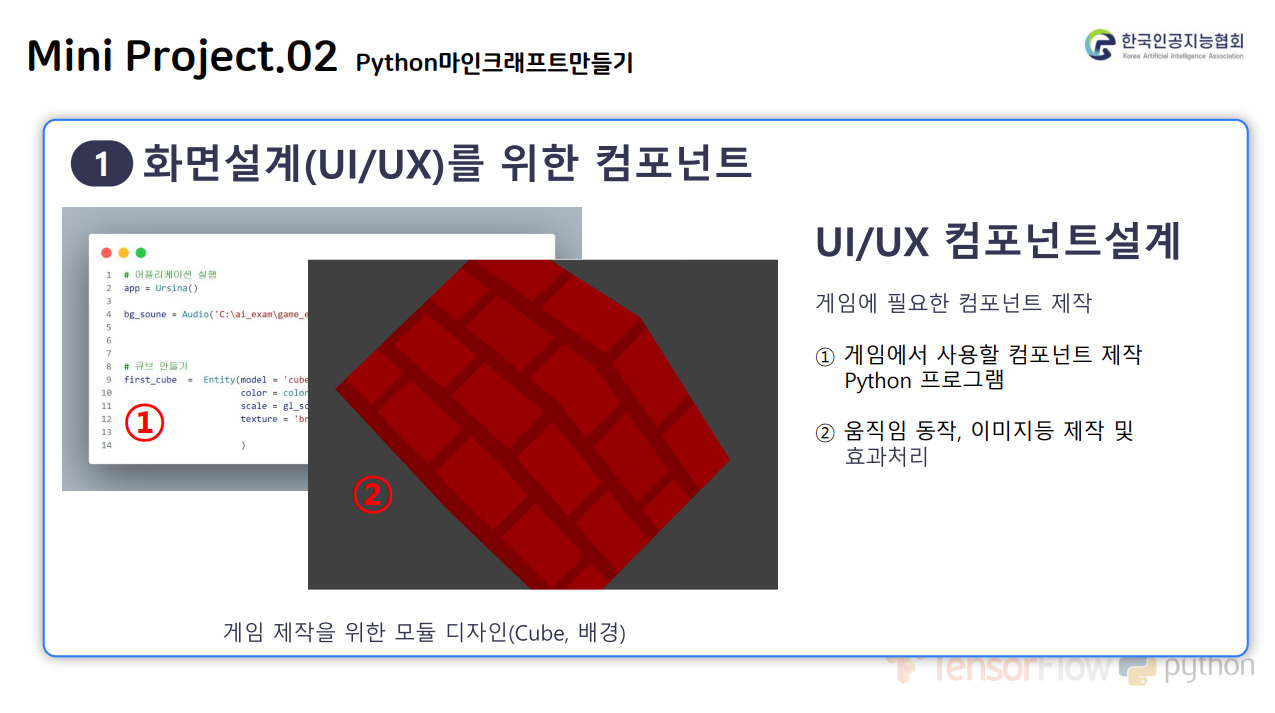 Mini Project.02 Python마인크래프트만들기
한국인공지능협회
Korea Artificial Intelligence Association
1 화면설계(UI/UX)를 위한 컴포넌트
1 # 어플리케이션 실행
2 app = Ursina()
3
4 bg_soune = Audio('C:\ai_exam\game_e
5
6
7
8 # 큐브 만들기
9 first_cube = Entity(model = 'cube
10 color = color
11 scale = gl_sc
12 texture = 'br
13
14 )
①
②
게임 제작을 위한 모듈 디자인(Cube, 배경)
UI/UX 컴포넌트설계
게임에 필요한 컴포넌트 제작
① 게임에서 사용할 컴포넌트 제작
Python 프로그램
② 움직임 동작, 이미지등 제작 및
효과처리
TensorFlow python